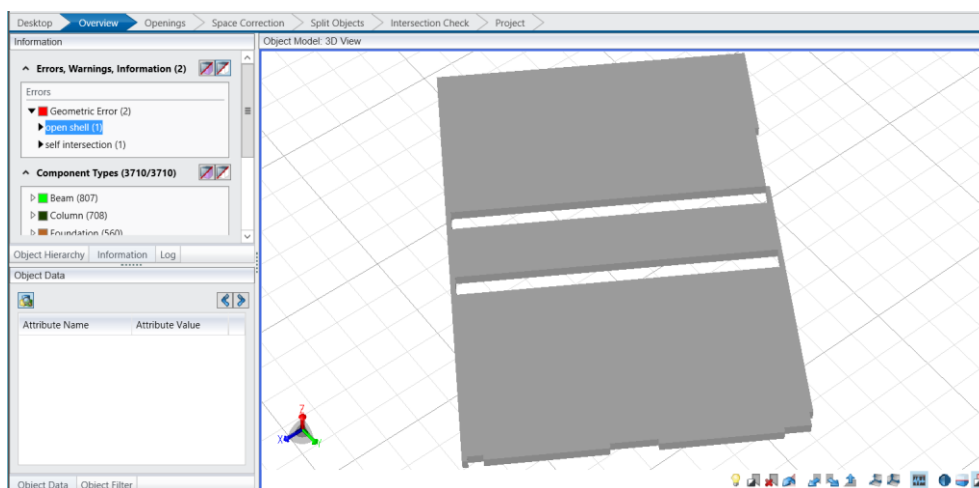 Desktop Overview Openings Space Correction Split Objects Intersection Check Project
Information
Object Model: 3D View
Errors, Warnings, Information (2)
Errors
Geometric Error (2)
open shell (1)
self intersection (1)
Component Types (3710/3710)
Beam (807)
Column (708)
Foundation (560)
Object Hierarchy Information Log
Object Data
Attribute Name Attribute Value
Z
X
Y
Object Data Object Filter